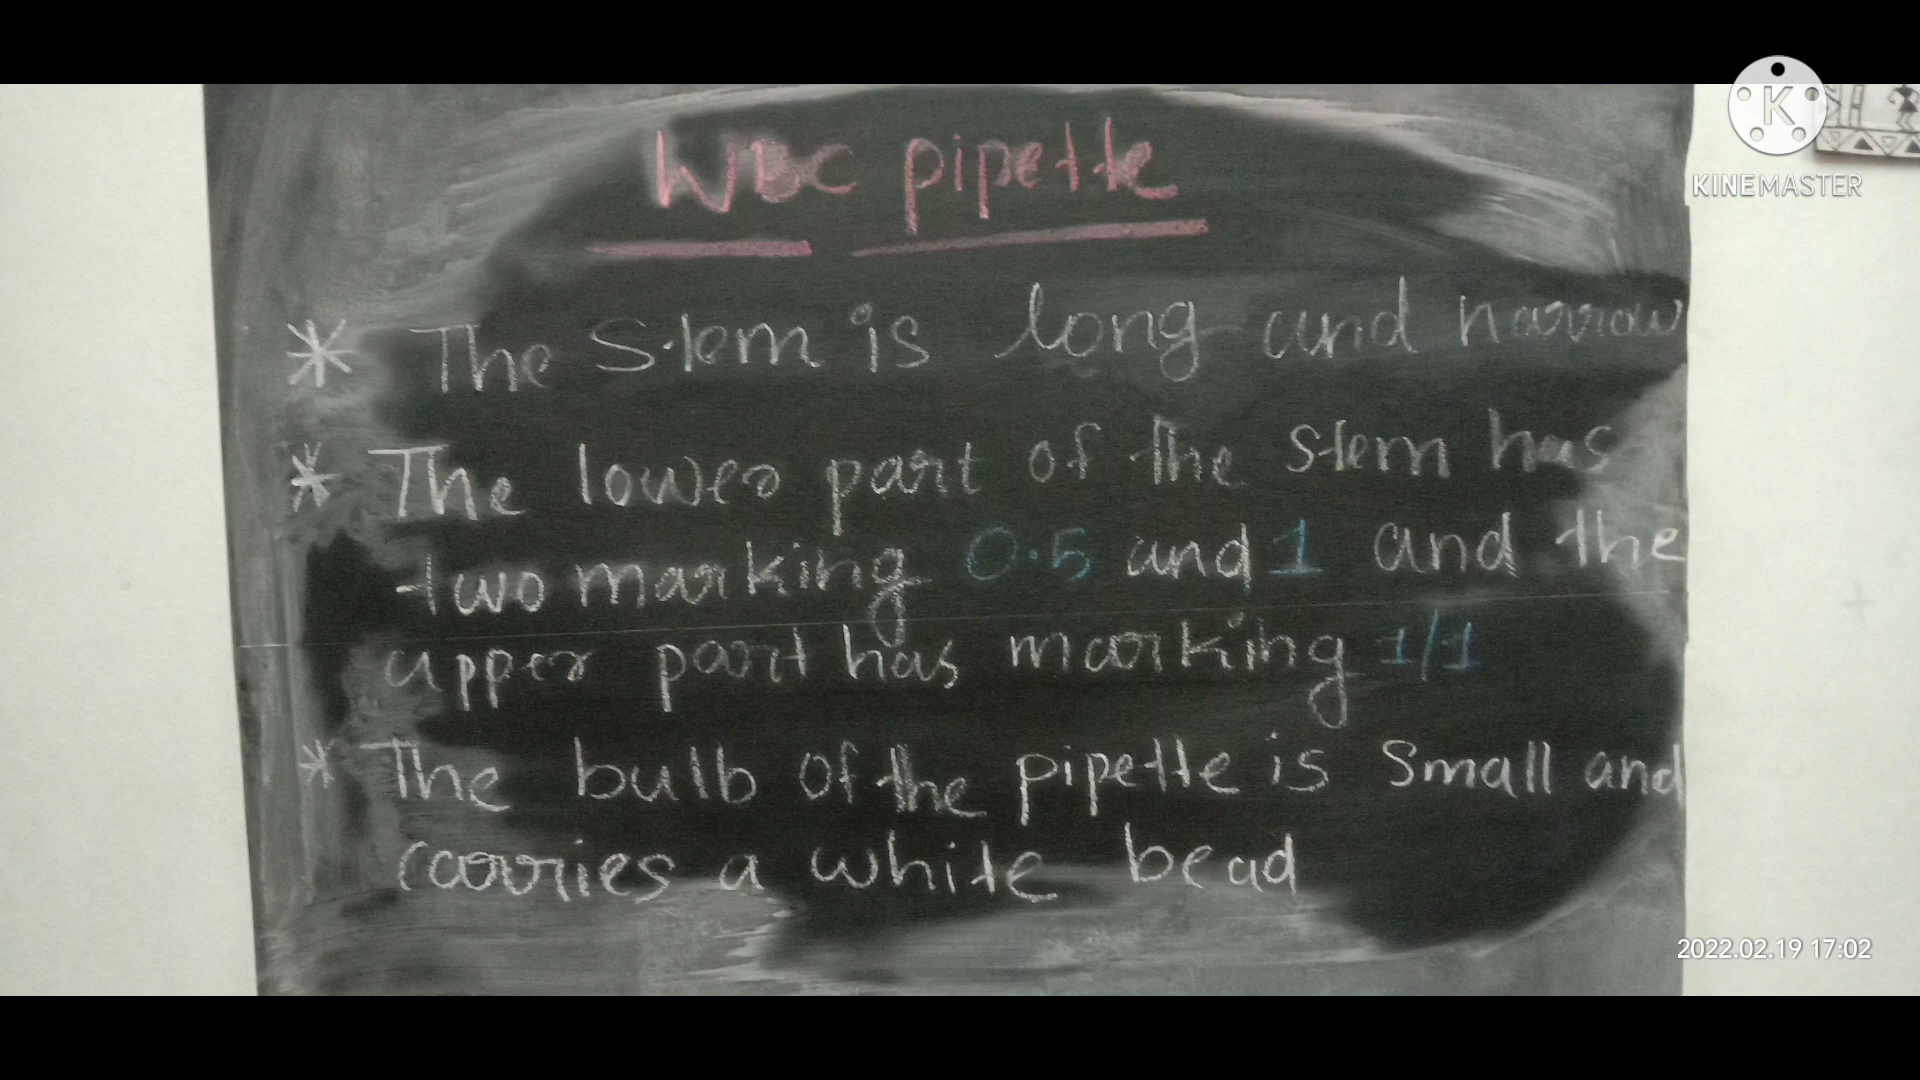 K
KINEMASTER
WBC pipette
* The Stem is long and narrow
* The lower part of the stem has
two marking 0.5 and 1 and the
upper part has marking 1/1
* The bulb of the pipette is Small and
carries a white bead
2022.02.19 17:02